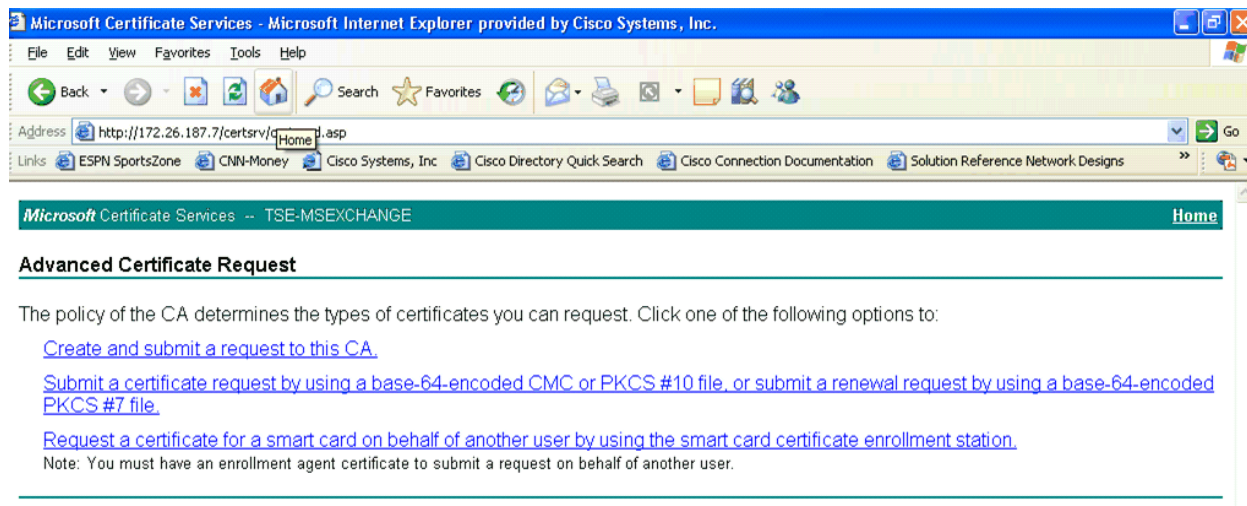 Microsoft Certificate Services - Microsoft Internet Explorer provided by Cisco Systems, Inc.
File Edit View Favorites Tools Help
Back Search Favorites
Address http://172.26.187.7/certsrv/ d.asp Go
Home
Links ESPN SportsZone CNN-Money Cisco Systems, Inc Cisco Directory Quick Search Cisco Connection Documentation Solution Reference Network Designs »
Microsoft Certificate Services -- TSE-MSEXCHANGE Home
Advanced Certificate Request
The policy of the CA determines the types of certificates you can request. Click one of the following options to:
Create and submit a request to this CA.
Submit a certificate request by using a base-64-encoded CMC or PKCS #10 file, or submit a renewal request by using a base-64-encoded
PKCS #7 file.
Request a certificate for a smart card on behalf of another user by using the smart card certificate enrollment station.
Note: You must have an enrollment agent certificate to submit a request on behalf of another user.